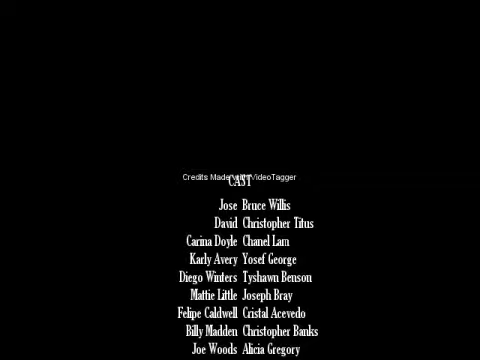 Credits Made with VideoTagger
CAST
Jose Bruce Willis
David Christopher Titus
Carina Doyle Chanel Lam
Karly Avery Yosef George
Diego Winters Tyshawn Benson
Mattie Little Joseph Bray
Felipe Caldwell Cristal Acevedo
Billy Madden Christopher Banks
Joe Woods Alicia Gregory